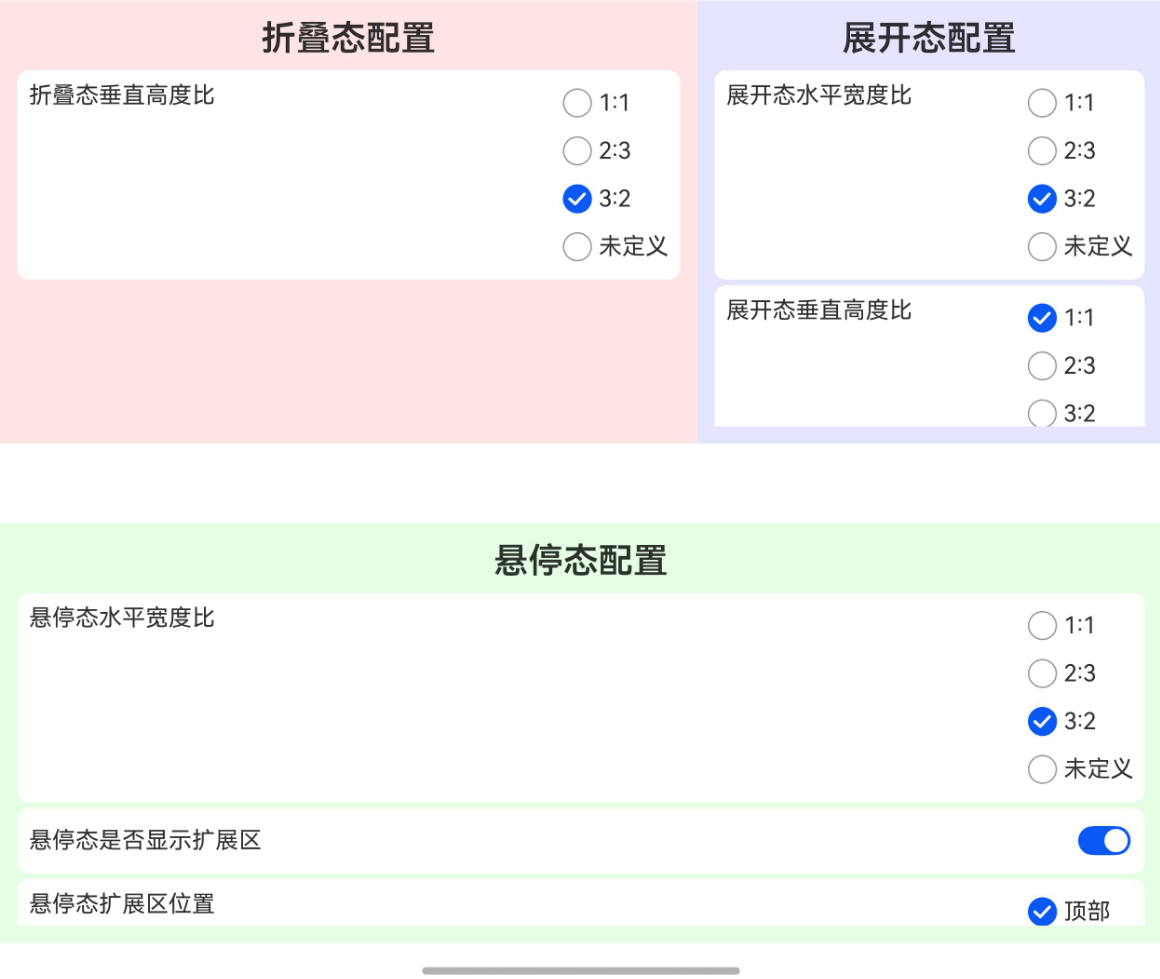 折叠态配置
折叠态垂直高度比
1:1
2:3
3:2
未定义
展开态配置
展开态水平宽度比
1:1
2:3
3:2
未定义
展开态垂直高度比
1:1
2:3
3:2
悬停态配置
悬停态水平宽度比
1:1
2:3
3:2
未定义
悬停态是否显示扩展区
悬停态扩展区位置
顶部